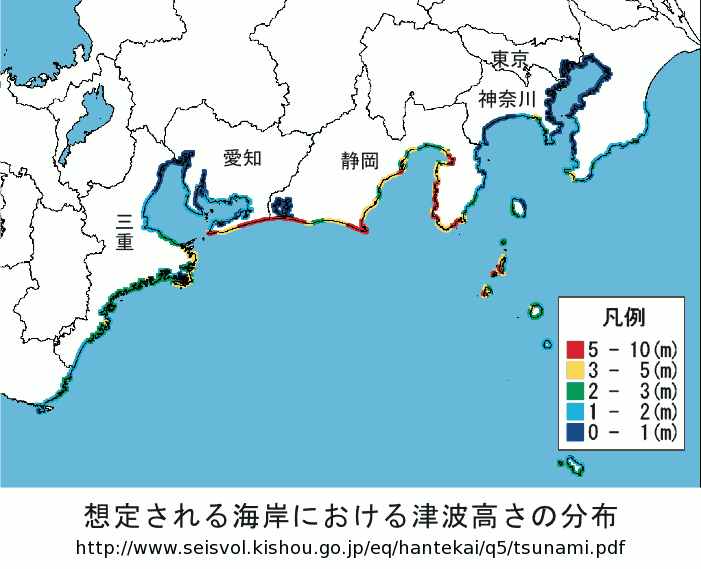 東京
神奈川
愛知
静岡
三重
凡例
5 - 10(m)
3 - 5(m)
2 - 3(m)
1 - 2(m)
0 - 1(m)
想定される海岸における津波高さの分布
http://www.seisvol.kishou.go.jp/eq/hantekai/q5/tsunami.pdf